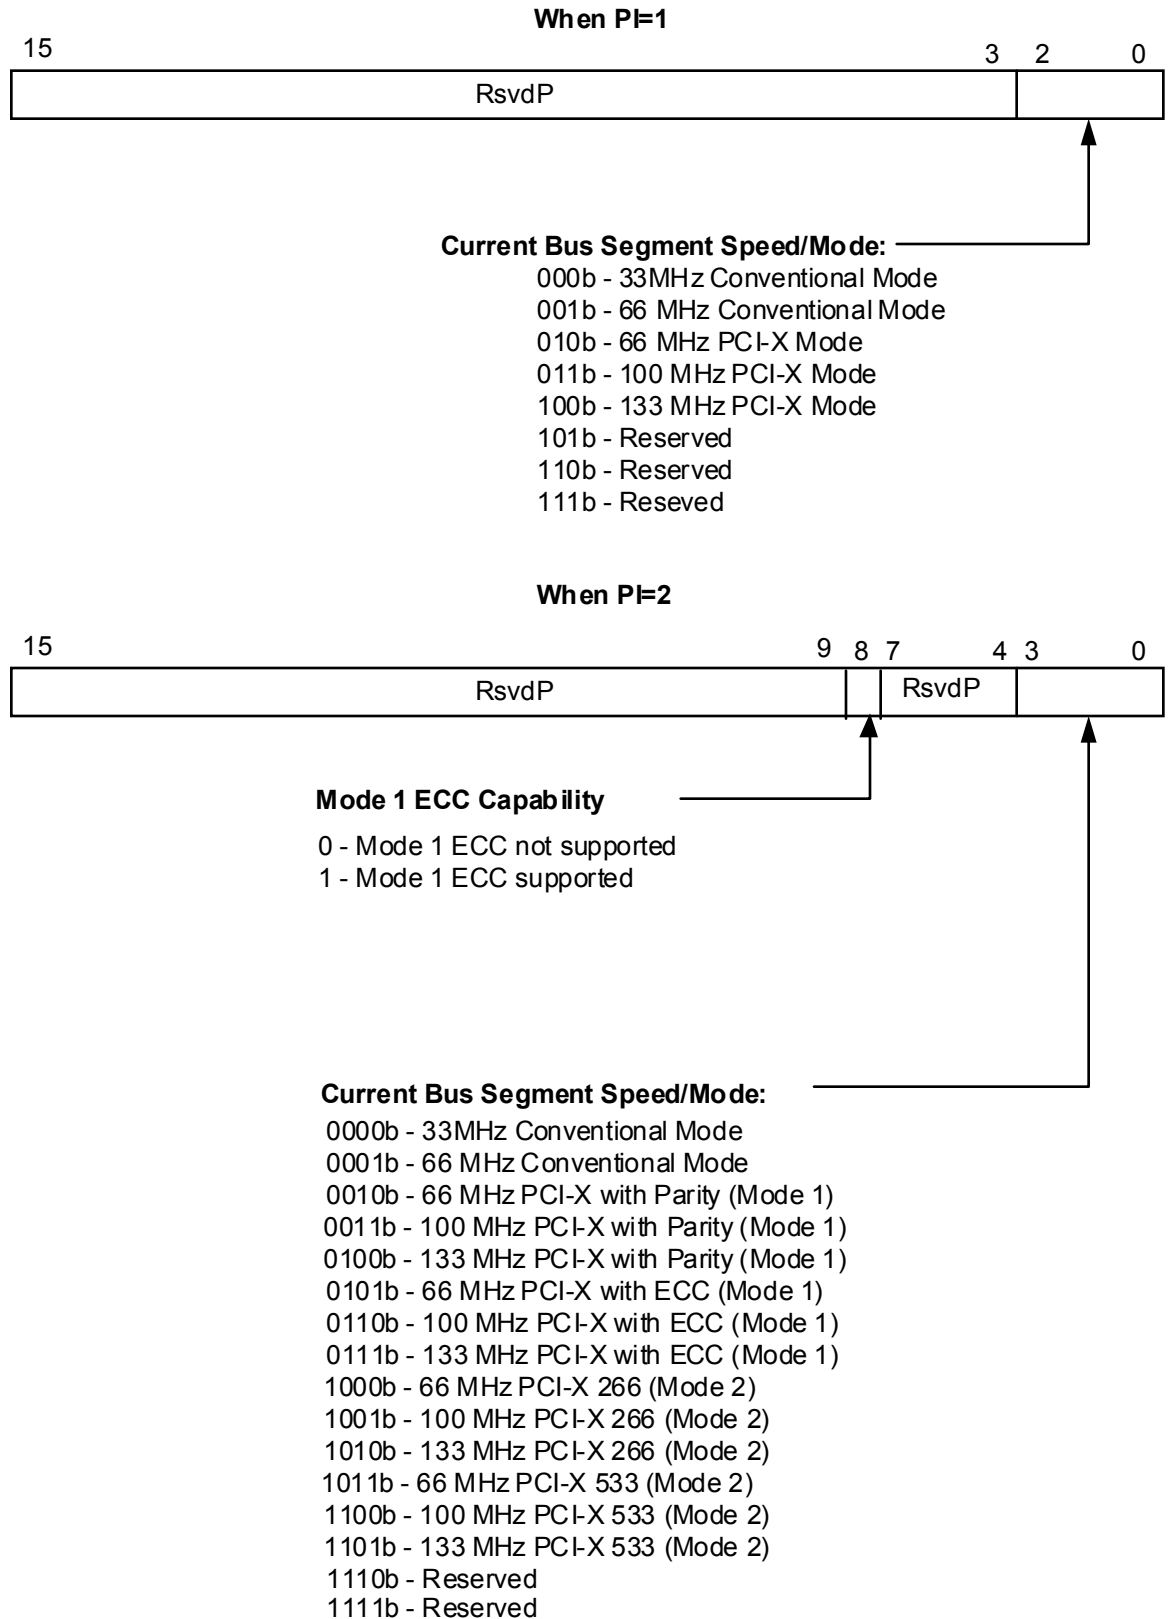 When PI=1
15 3 2 0
RsvdP
Current Bus Segment Speed/Mode:
000b - 33MHz Conventional Mode
001b - 66 MHz Conventional Mode
010b - 66 MHz PCI-X Mode
011b - 100 MHz PCI-X Mode
100b - 133 MHz PCI-X Mode
101b - Reserved
110b - Reserved
111b - Reseved
When PI=2
15 9 8 7 4 3 0
RsvdP RsvdP
Mode 1 ECC Capability
0 - Mode 1 ECC not supported
1 - Mode 1 ECC supported
Current Bus Segment Speed/Mode:
0000b - 33MHz Conventional Mode
0001b - 66 MHz Conventional Mode
0010b - 66 MHz PCI-X with Parity (Mode 1)
0011b - 100 MHz PCI-X with Parity (Mode 1)
0100b - 133 MHz PCI-X with Parity (Mode 1)
0101b - 66 MHz PCI-X with ECC (Mode 1)
0110b - 100 MHz PCI-X with ECC (Mode 1)
0111b - 133 MHz PCI-X with ECC (Mode 1)
1000b - 66 MHz PCI-X 266 (Mode 2)
1001b - 100 MHz PCI-X 266 (Mode 2)
1010b - 133 MHz PCI-X 266 (Mode 2)
1011b - 66 MHz PCI-X 533 (Mode 2)
1100b - 100 MHz PCI-X 533 (Mode 2)
1101b - 133 MHz PCI-X 533 (Mode 2)
1110b - Reserved
1111b - Reserved